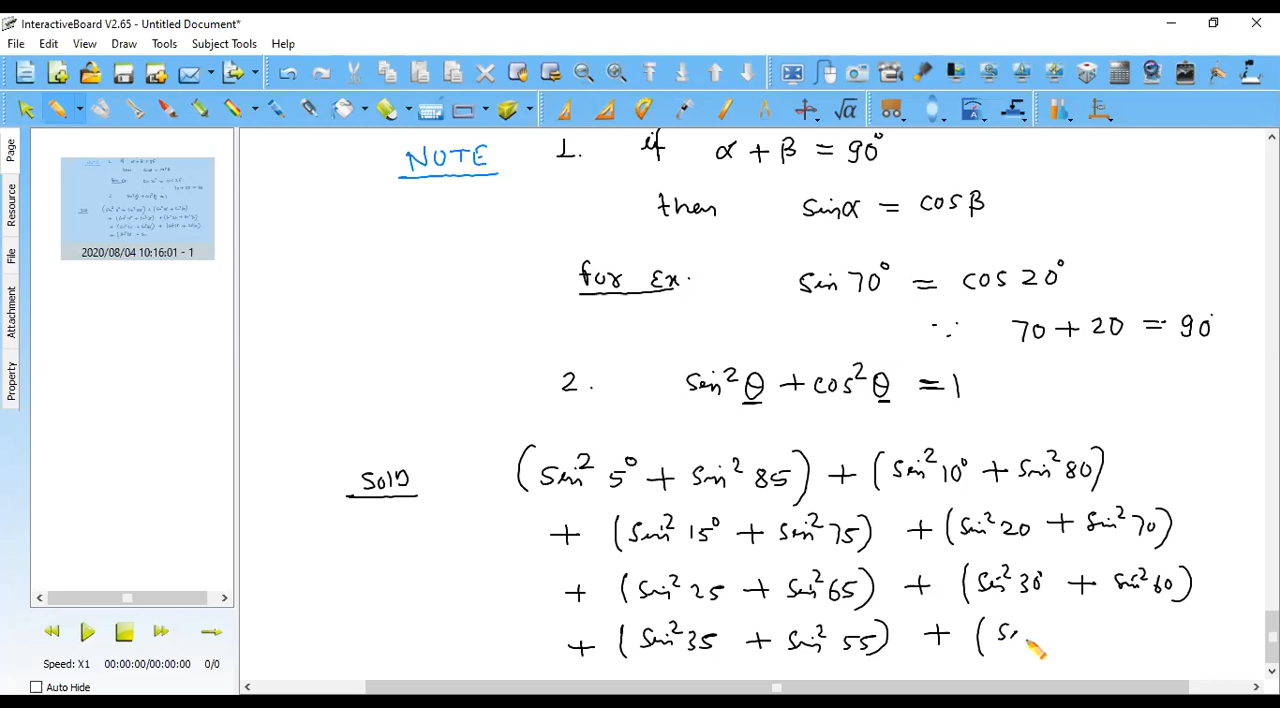 InteractiveBoard V2.65 - Untitled Document*
File Edit View Draw Tools Subject Tools Help
Page
Resource
File
Attachment
Property
2020/08/04 10:16:01 - 1
Speed: X1 00:00:00/00:00:00 0/0
Auto Hide
NOTE 1. if α + β = 90°
then sinα = cosβ
for Ex. sin 70° = cos 20°
∵ 70 + 20 = 90°
2. sin² θ + cos² θ = 1
Solⁿ (sin² 5° + sin² 85) + (sin² 10° + sin² 80)
+ (sin² 15° + sin² 75) + (sin² 20 + sin² 70)
+ (sin² 25 + sin² 65) + (sin² 30° + sin² 60)
+ (sin² 35 + sin² 55) + (s